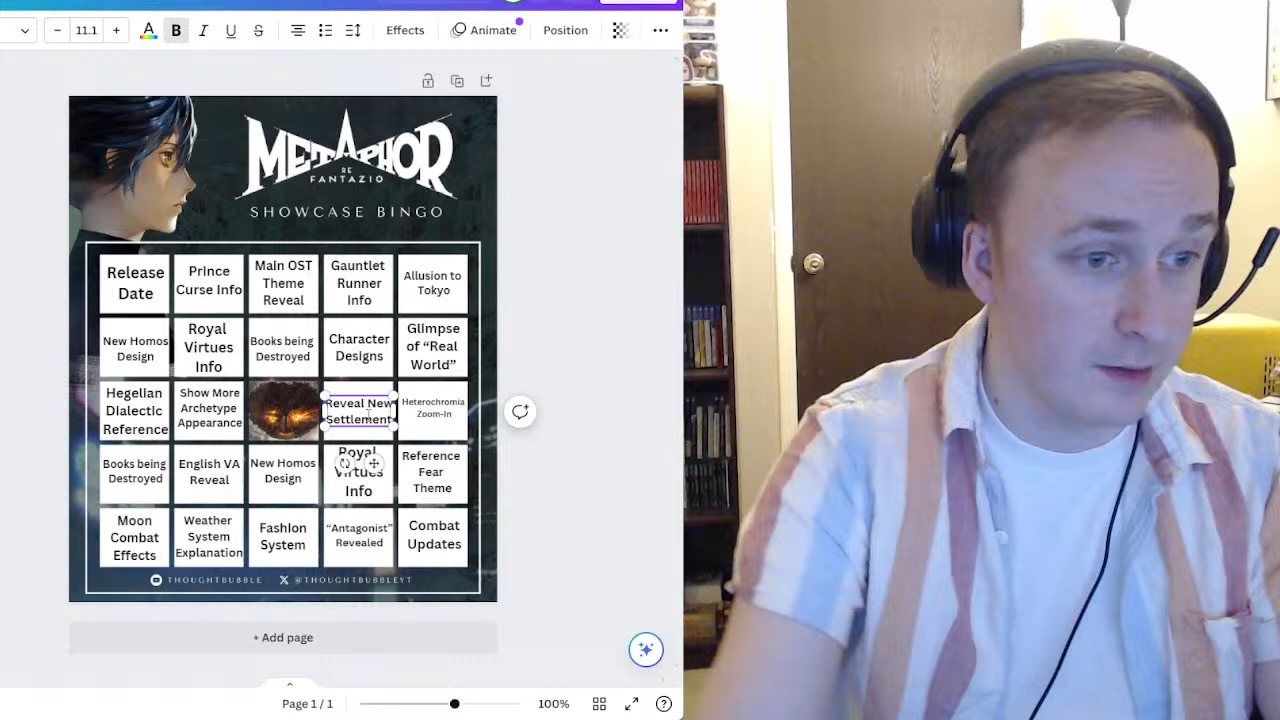 11.1
A
B
I
U
S
Effects
Animate
Position
METAPHOR
RE
FANTAZIO
SHOWCASE BINGO
Release
Date
Prince
Curse Info
Main OST
Theme
Reveal
Gauntlet
Runner
Info
Allusion to
Tokyo
New Homos
Design
Royal
Virtues
Info
Books being
Destroyed
Character
Designs
Glimpse
of “Real
World”
Hegelian
Dialectic
Reference
Show More
Archetype
Appearance
Reveal New
Settlement
Heterochromia
Zoom-In
Books being
Destroyed
English VA
Reveal
New Homos
Design
Royal
Virtues
Info
Reference
Fear
Theme
Moon
Combat
Effects
Weather
System
Explanation
Fashion
System
“Antagonist”
Revealed
Combat
Updates
THOUGHTBUBBLE
@THOUGHTBUBBLEYT
+ Add page
Page 1 / 1
100%